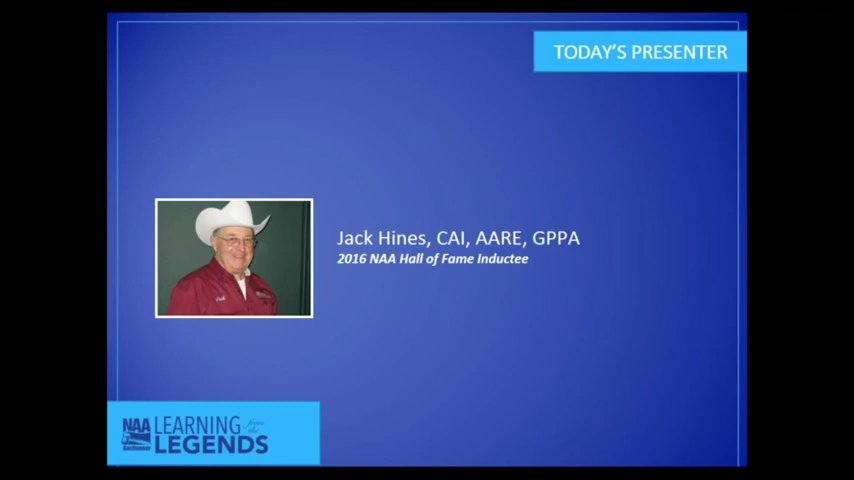 TODAY'S PRESENTER
Jack Hines, CAI, AARE, GPPA
2016 NAA Hall of Fame Inductee
NAA LEARNING from the
LEGENDS